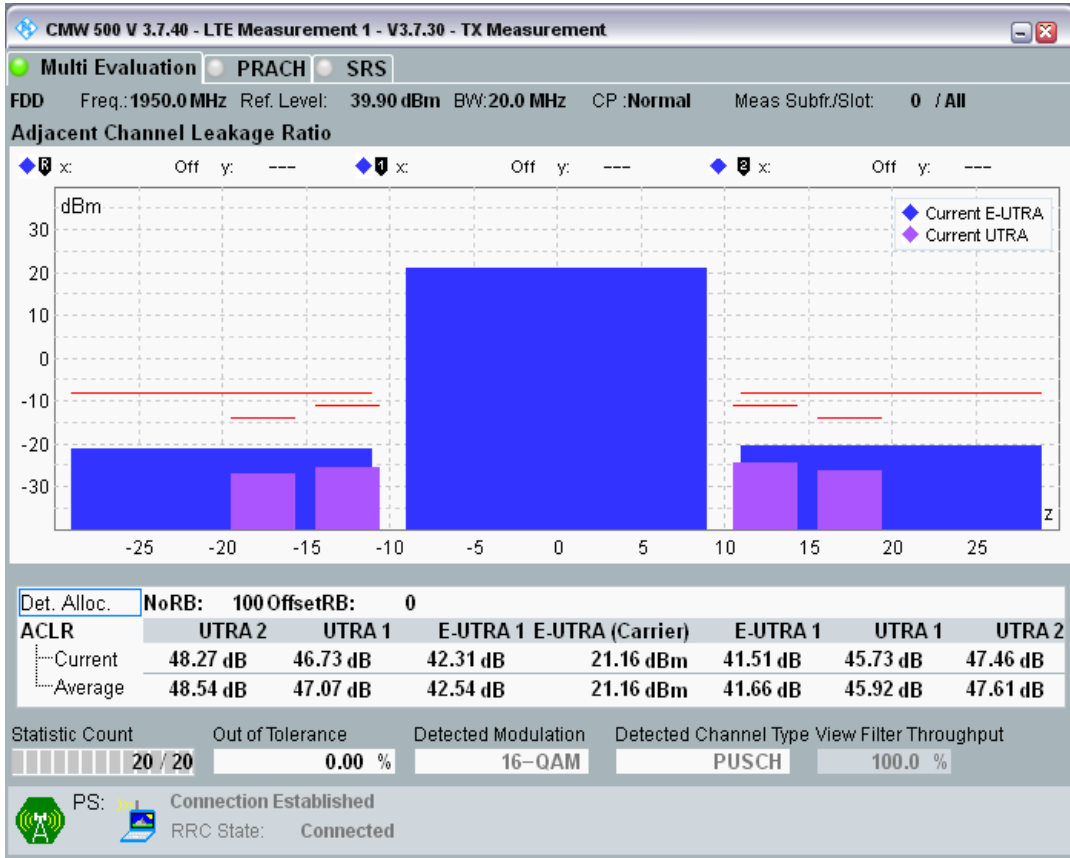 CMW 500 V 3.7.40 - LTE Measurement 1 - V3.7.30 - TX Measurement
Multi Evaluation PRACH SRS
FDD Freq.: 1950.0 MHz Ref. Level: 39.90 dBm BW: 20.0 MHz CP : Normal Meas Subfr./Slot: 0 / All
Adjacent Channel Leakage Ratio
R x: Off y: --- 1 x: Off y: --- 2 x: Off y: ---
dBm
Current E-UTRA
Current UTRA
30
20
10
0
-10
-20
-30
z
-25 -20 -15 -10 -5 0 5 10 15 20 25
Det. Alloc. NoRB: 100 OffsetRB: 0
ACLR UTRA 2 UTRA 1 E-UTRA 1 E-UTRA (Carrier) E-UTRA 1 UTRA 1 UTRA 2
Current 48.27 dB 46.73 dB 42.31 dB 21.16 dBm 41.51 dB 45.73 dB 47.46 dB
Average 48.54 dB 47.07 dB 42.54 dB 21.16 dBm 41.66 dB 45.92 dB 47.61 dB
Statistic Count Out of Tolerance Detected Modulation Detected Channel Type View Filter Throughput
20 / 20 0.00 % 16-QAM PUSCH 100.0 %
PS: Connection Established
RRC State: Connected